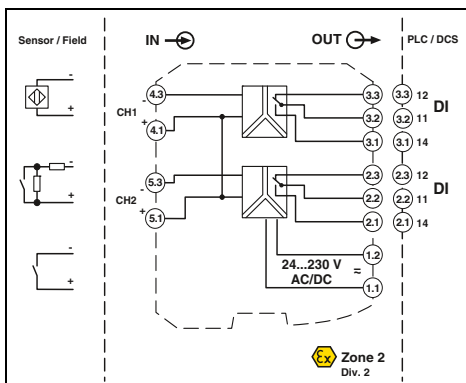 Sensor / Field IN OUT PLC / DCS
-
+
4.3 3.3 3.3 12 DI
- CH1 3.2 3.2 11
+ 4.1 3.1 3.1 14
-
+
5.3 2.3 2.3 12 DI
- CH2 2.2 2.2 11
+ 5.1 2.1 2.1 14
-
+
24...230 V AC/DC ≈ 1.2
1.1
Ex Zone 2
Div. 2